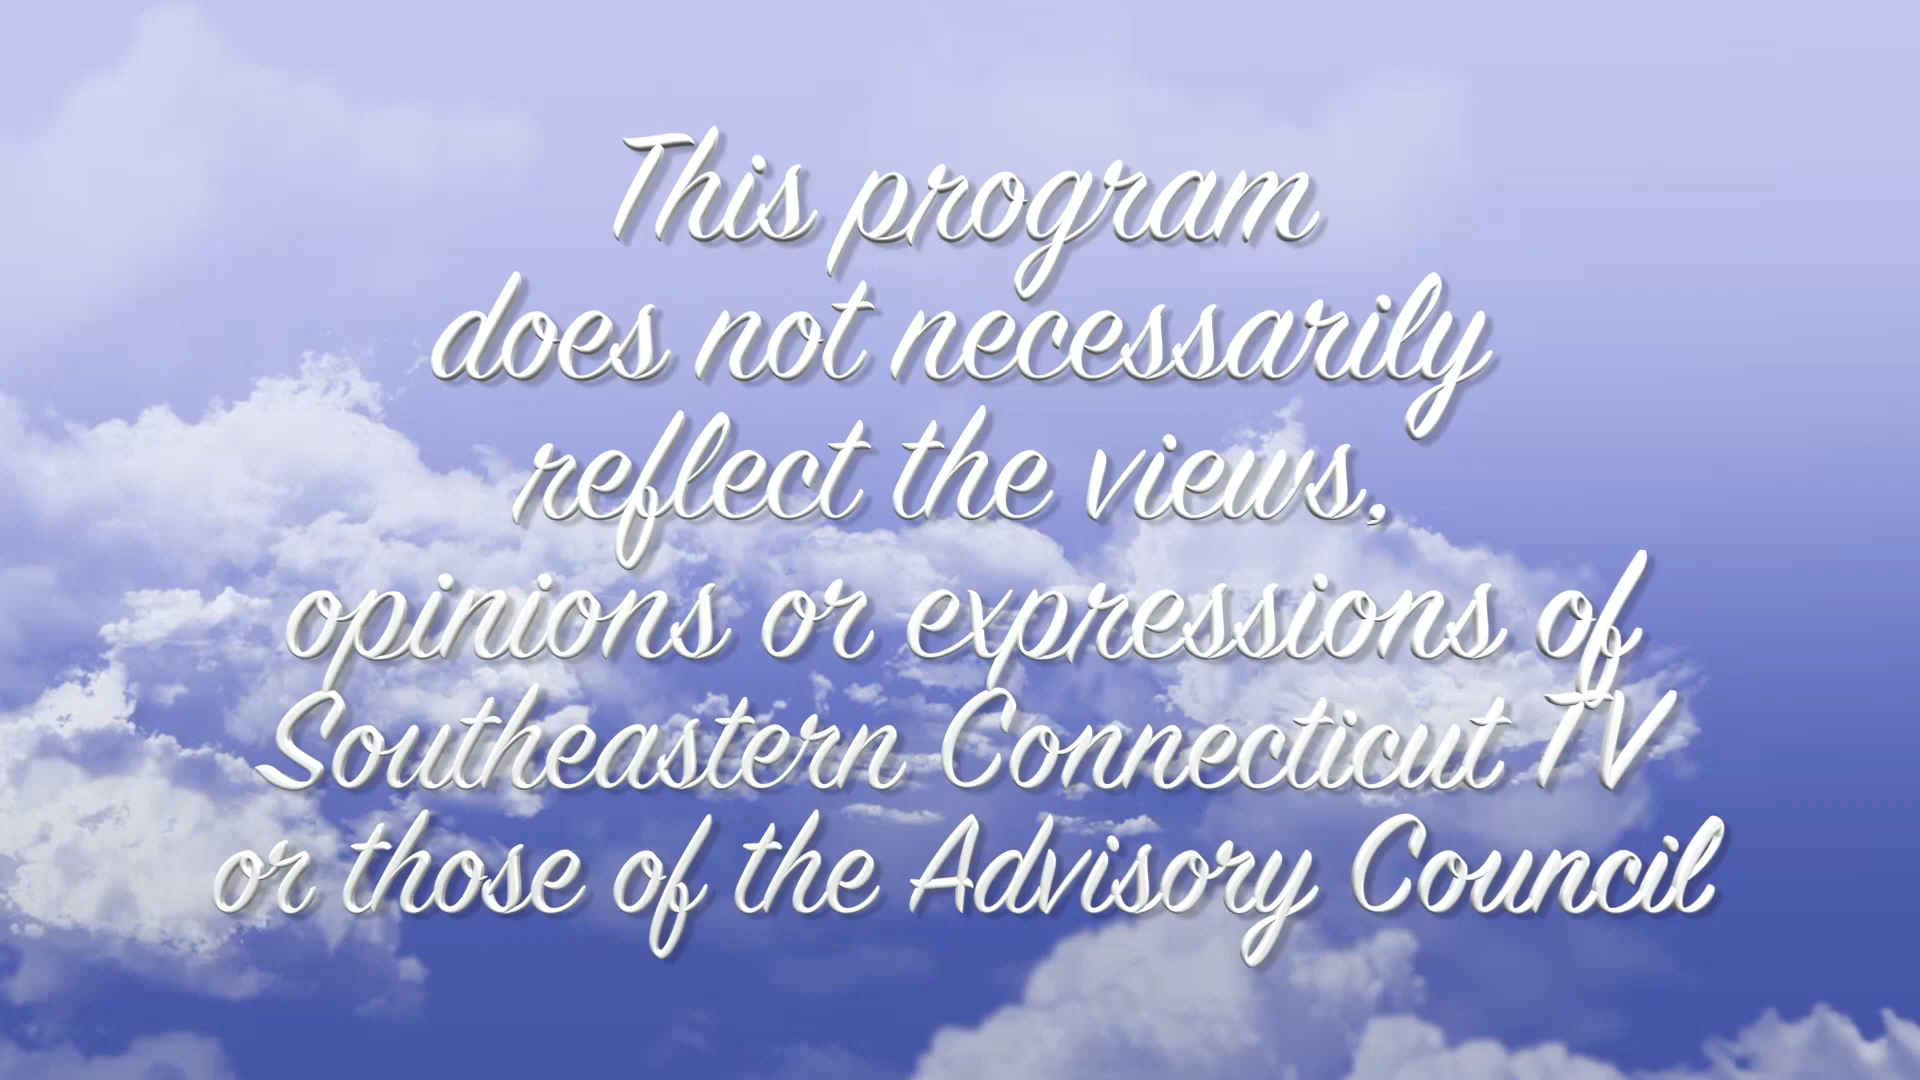 This program
does not necessarily
reflect the views,
opinions or expressions of
Southeastern Connecticut TV
or those of the Advisory Council